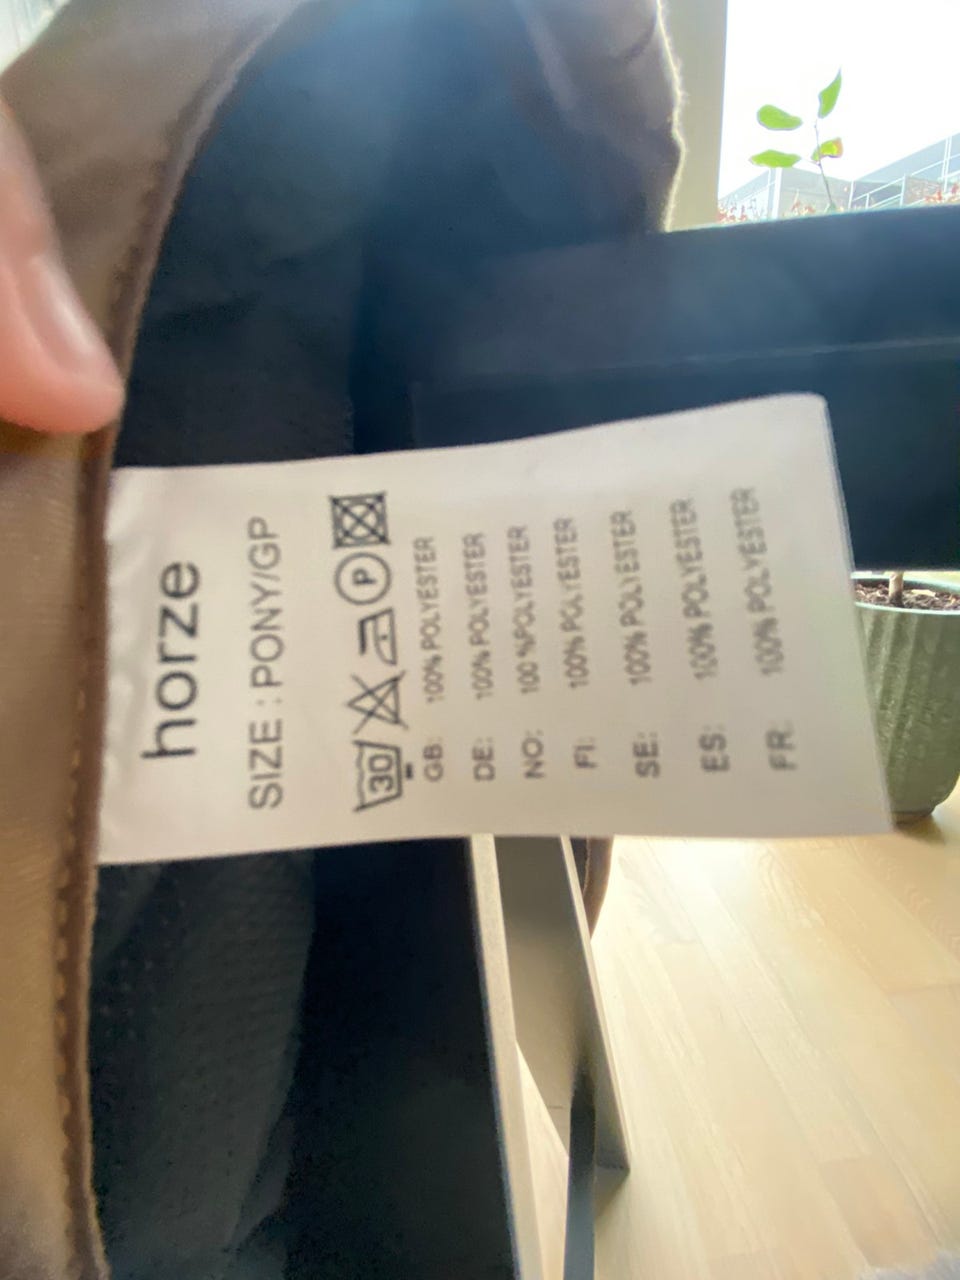 horze
SIZE : PONY/GP
30 P
GB: 100% POLYESTER
DE: 100% POLYESTER
NO: 100 %POLYESTER
FI: 100% POLYESTER
SE: 100% POLYESTER
ES: 100% POLYESTER
FR: 100% POLYESTER